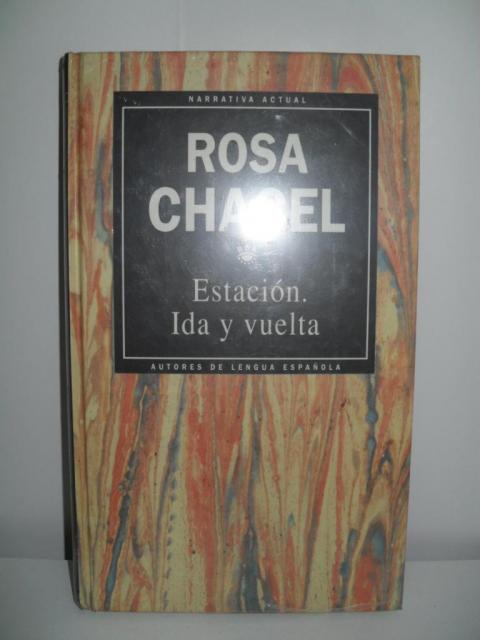 NARRATIVA ACTUAL
ROSA
CHACEL
Estación.
Ida y vuelta
AUTORES DE LENGUA ESPAÑOLA